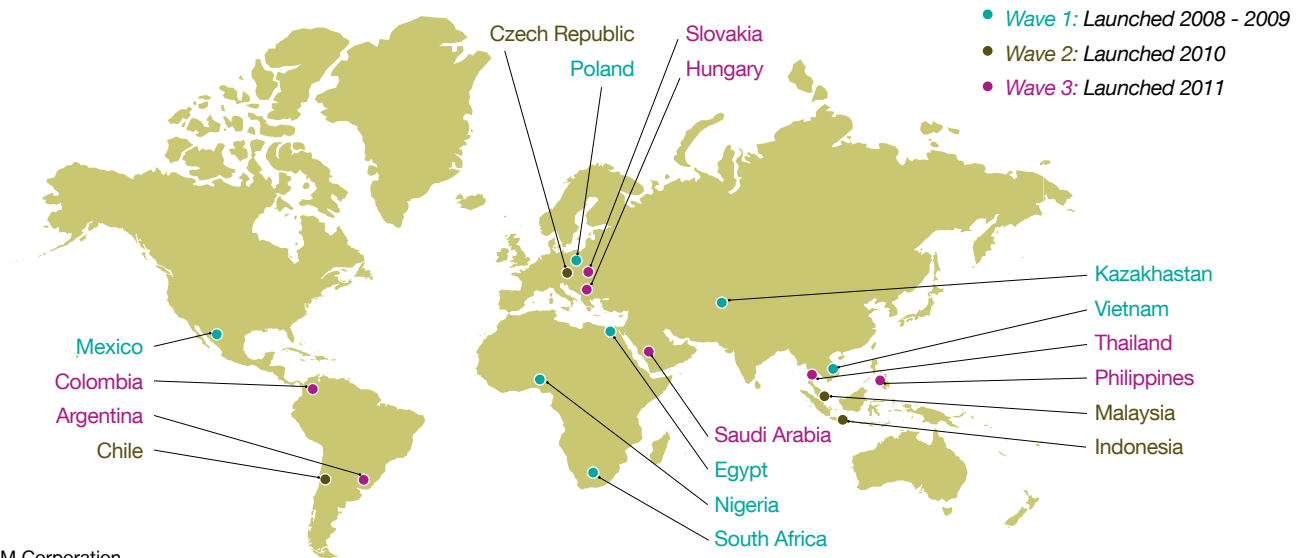 Wave 1: Launched 2008 - 2009
Wave 2: Launched 2010
Wave 3: Launched 2011
Czech Republic
Slovakia
Poland
Hungary
Kazakhstan
Vietnam
Thailand
Philippines
Malaysia
Indonesia
Mexico
Colombia
Argentina
Chile
Saudi Arabia
Egypt
Nigeria
South Africa
M Corporation